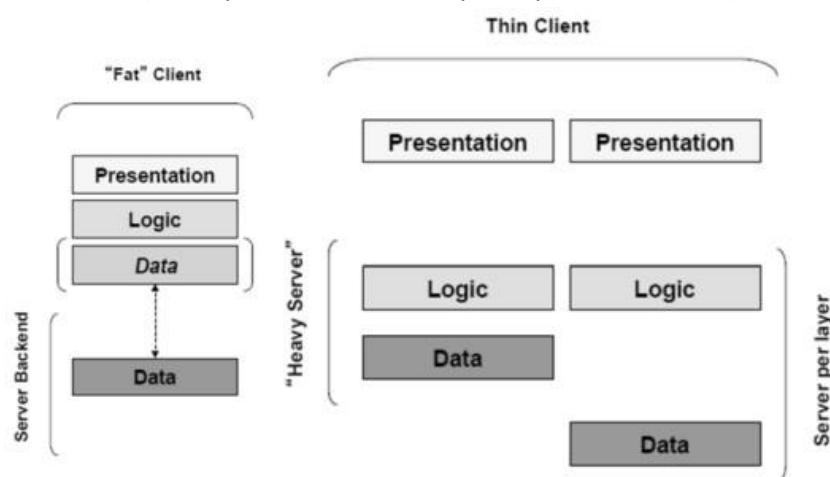 Thin Client
"Fat" Client
Presentation
Logic
Data
Data
Server Backend
Presentation
Presentation
"Heavy Server"
Logic
Logic
Data
Data
Server per layer